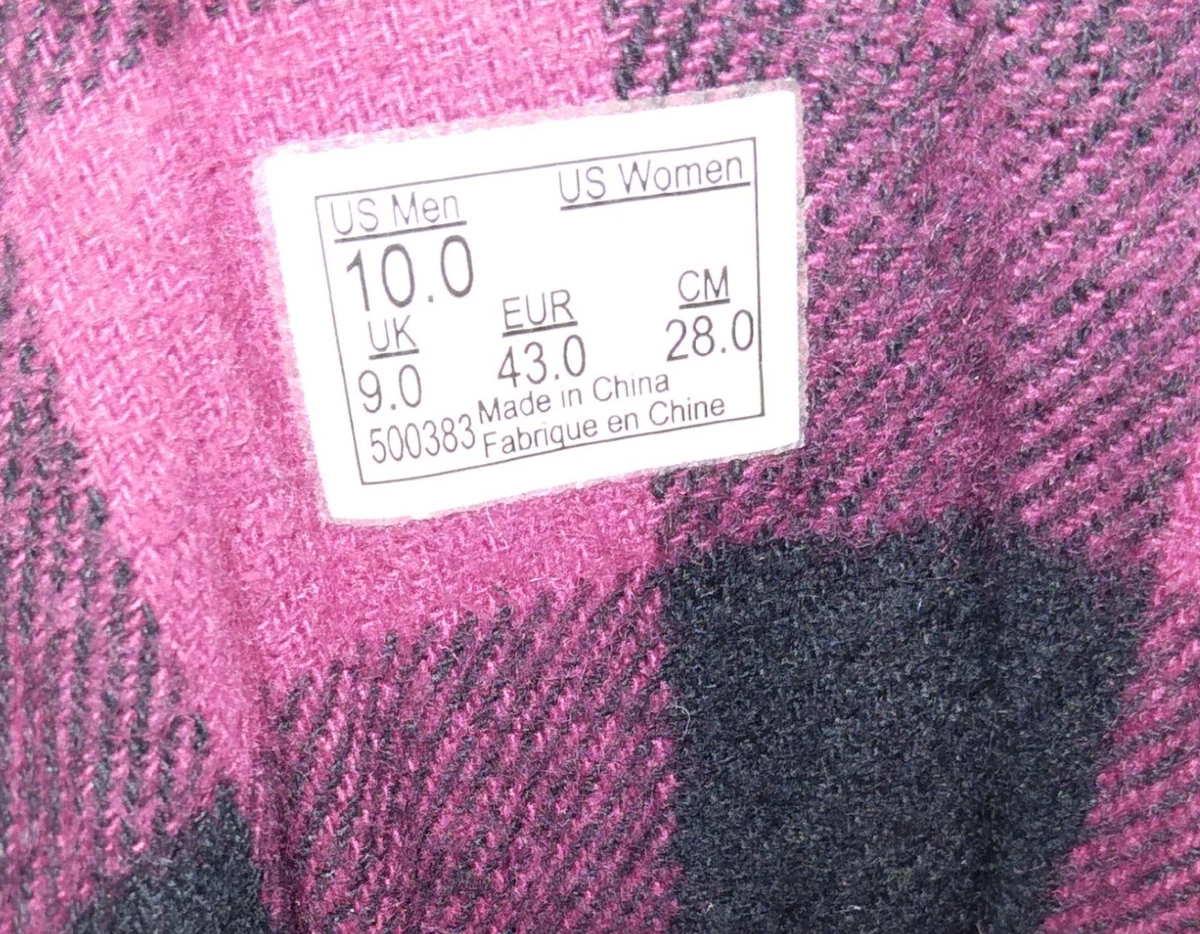 US Men US Women
10.0
UK EUR CM
9.0 43.0 28.0
500383 Made in China
Fabrique en Chine